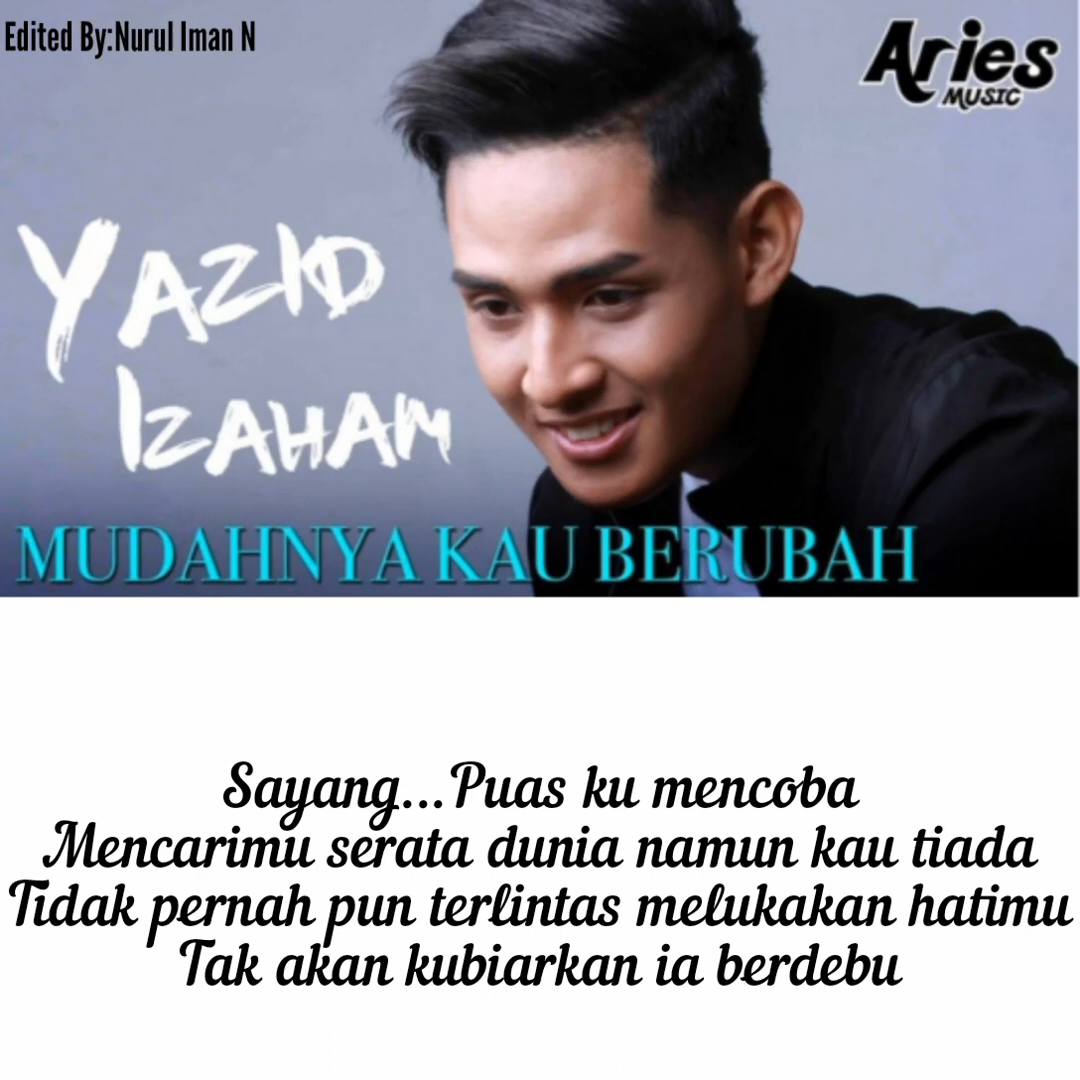 Edited By:Nurul Iman N
Aries
MUSIC
YAZID
IZAHAM
MUDAHNYA KAU BERUBAH
Sayang...Puas ku mencoba
Mencarimu serata dunia namun kau tiada
Tidak pernah pun terlintas melukakan hatimu
Tak akan kubiarkan ia berdebu